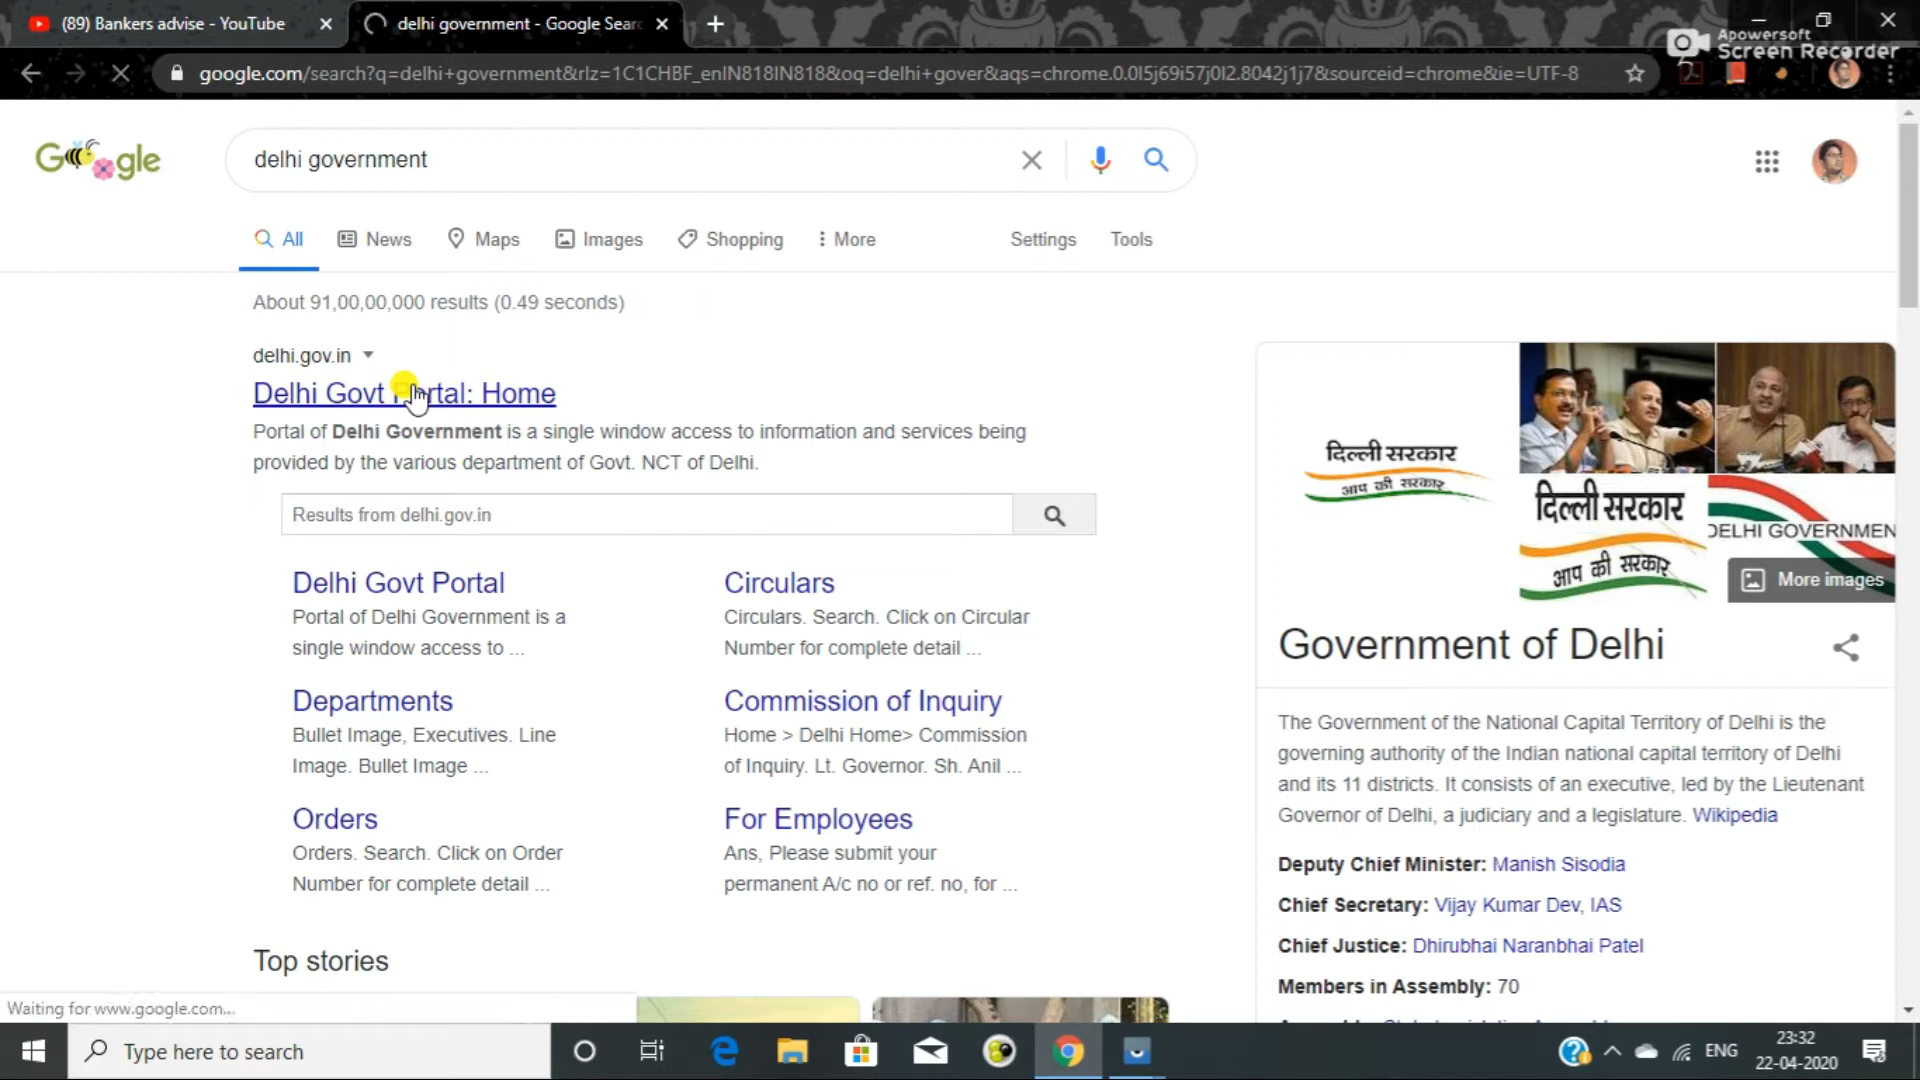 (89) Bankers advise - YouTube
delhi government - Google Sear
Apowersoft
Screen Recorder
google.com/search?q=delhi+government&rlz=1C1CHBF_enIN818IN818&oq=delhi+gover&aqs=chrome.0.0l5j69i57j0l2.8042j1j7&sourceid=chrome&ie=UTF-8
Google
delhi government
All
News
Maps
Images
Shopping
More
Settings
Tools
About 91,00,00,000 results (0.49 seconds)
delhi.gov.in
Delhi Govt Portal: Home
Portal of Delhi Government is a single window access to information and services being
provided by the various department of Govt. NCT of Delhi.
Results from delhi.gov.in
Delhi Govt Portal
Portal of Delhi Government is a
single window access to ...
Circulars
Circulars. Search. Click on Circular
Number for complete detail ...
Departments
Bullet Image, Executives. Line
Image. Bullet Image ...
Commission of Inquiry
Home > Delhi Home> Commission
of Inquiry. Lt. Governor. Sh. Anil ...
Orders
Orders. Search. Click on Order
Number for complete detail ...
For Employees
Ans, Please submit your
permanent A/c no or ref. no, for ...
Top stories
दिल्ली सरकार
आप की सरकार
दिल्ली सरकार
आप की सरकार
DELHI GOVERNMEN
More images
Government of Delhi
The Government of the National Capital Territory of Delhi is the
governing authority of the Indian national capital territory of Delhi
and its 11 districts. It consists of an executive, led by the Lieutenant
Governor of Delhi, a judiciary and a legislature. Wikipedia
Deputy Chief Minister: Manish Sisodia
Chief Secretary: Vijay Kumar Dev, IAS
Chief Justice: Dhirubhai Naranbhai Patel
Members in Assembly: 70
Waiting for www.google.com...
Type here to search
ENG
23:32
22-04-2020